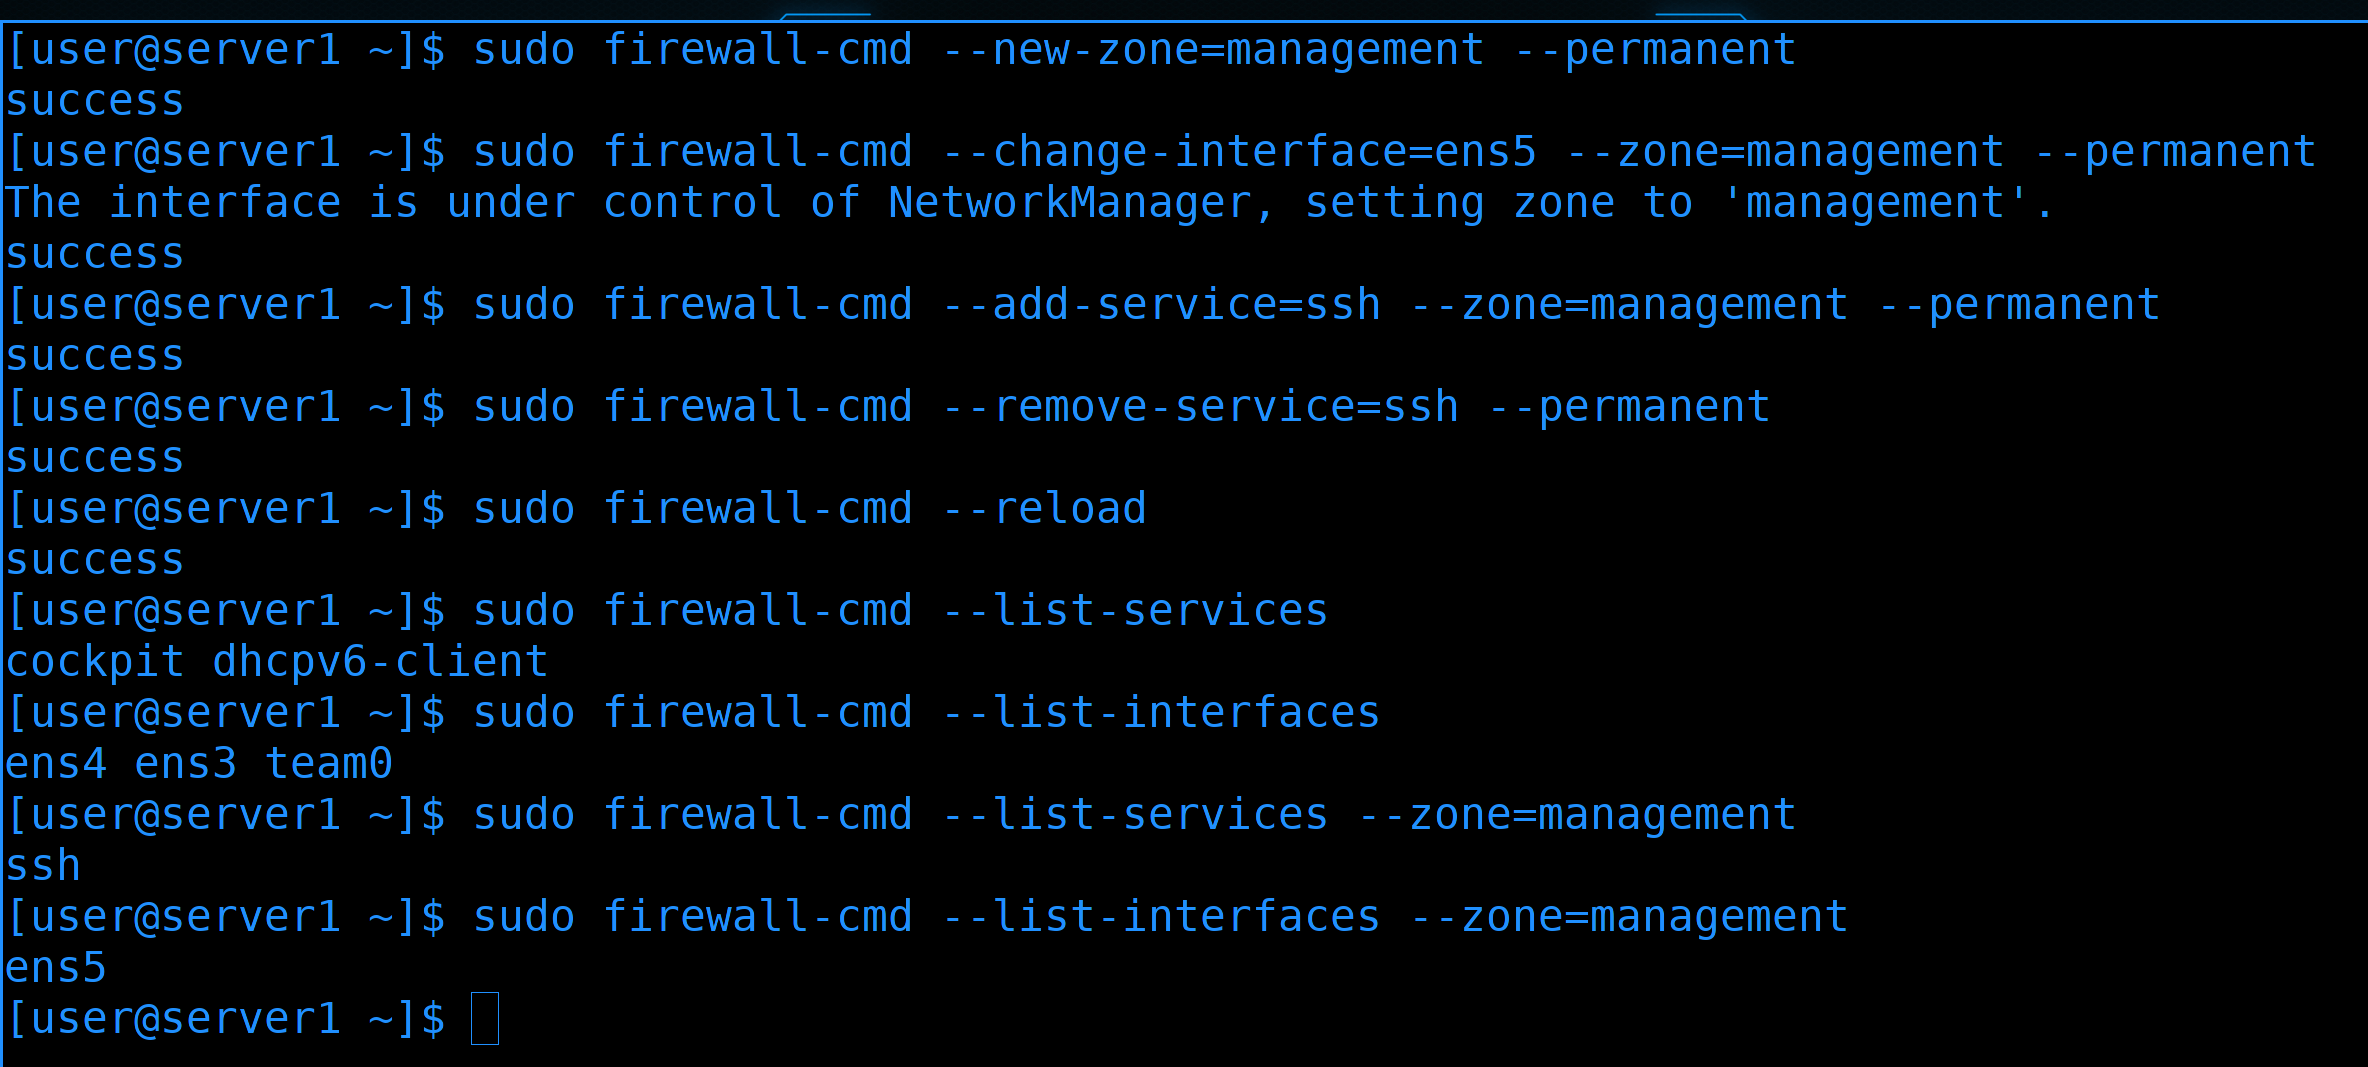 [user@server1 ~]$ sudo firewall-cmd --new-zone=management --permanent
success
[user@server1 ~]$ sudo firewall-cmd --change-interface=ens5 --zone=management --permanent
The interface is under control of NetworkManager, setting zone to 'management'.
success
[user@server1 ~]$ sudo firewall-cmd --add-service=ssh --zone=management --permanent
success
[user@server1 ~]$ sudo firewall-cmd --remove-service=ssh --permanent
success
[user@server1 ~]$ sudo firewall-cmd --reload
success
[user@server1 ~]$ sudo firewall-cmd --list-services
cockpit dhcpv6-client
[user@server1 ~]$ sudo firewall-cmd --list-interfaces
ens4 ens3 team0
[user@server1 ~]$ sudo firewall-cmd --list-services --zone=management
ssh
[user@server1 ~]$ sudo firewall-cmd --list-interfaces --zone=management
ens5
[user@server1 ~]$